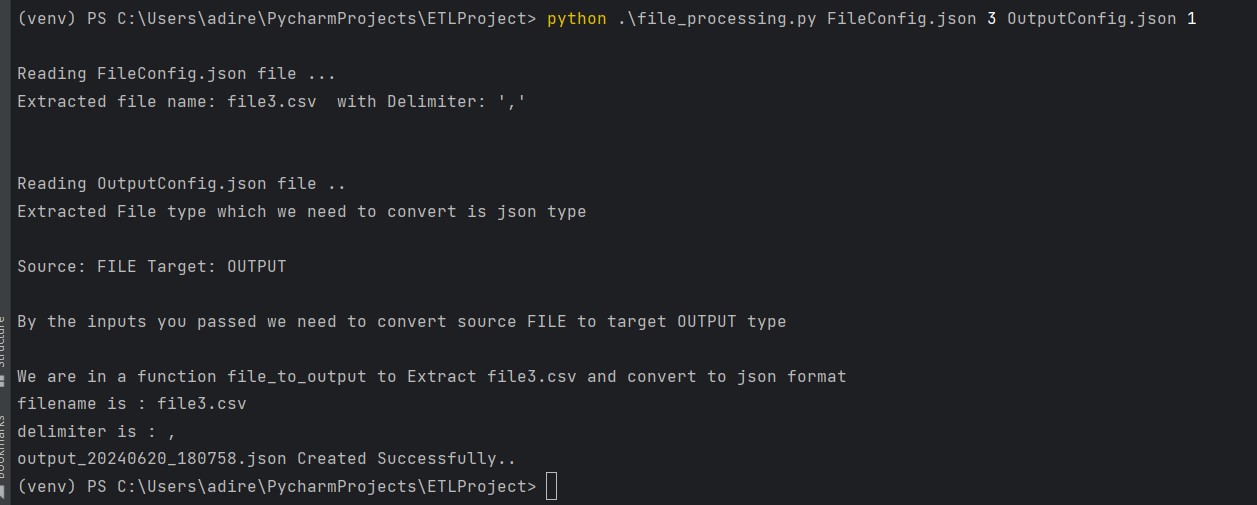 (venv) PS C:\Users\adire\PycharmProjects\ETLProject> python .\file_processing.py FileConfig.json 3 OutputConfig.json 1
Reading FileConfig.json file ...
Extracted file name: file3.csv  with Delimiter: ','
Reading OutputConfig.json file ..
Extracted File type which we need to convert is json type
Source: FILE Target: OUTPUT
By the inputs you passed we need to convert source FILE to target OUTPUT type
Structure
We are in a function file_to_output to Extract file3.csv and convert to json format
filename is : file3.csv
delimiter is : ,
Bookmarks
output_20240620_180758.json Created Successfully..
(venv) PS C:\Users\adire\PycharmProjects\ETLProject>